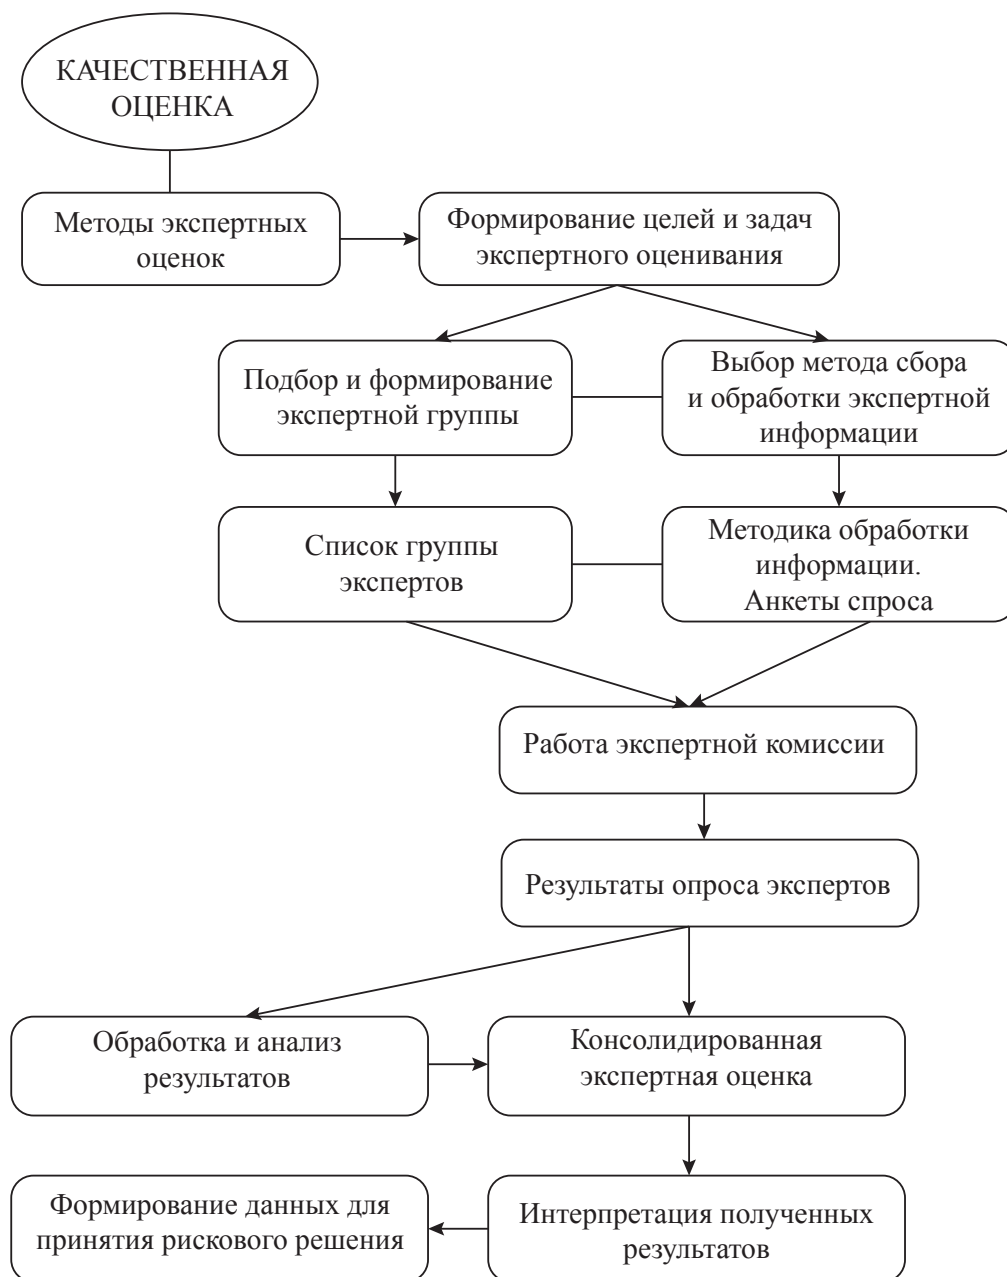 КАЧЕСТВЕННАЯ
ОЦЕНКА
Методы экспертных
оценок
Формирование целей и задач
экспертного оценивания
Подбор и формирование
экспертной группы
Выбор метода сбора
и обработки экспертной
информации
Список группы
экспертов
Методика обработки
информации.
Анкеты спроса
Работа экспертной комиссии
Результаты опроса экспертов
Обработка и анализ
результатов
Консолидированная
экспертная оценка
Формирование данных для
принятия рискового решения
Интерпретация полученных
результатов